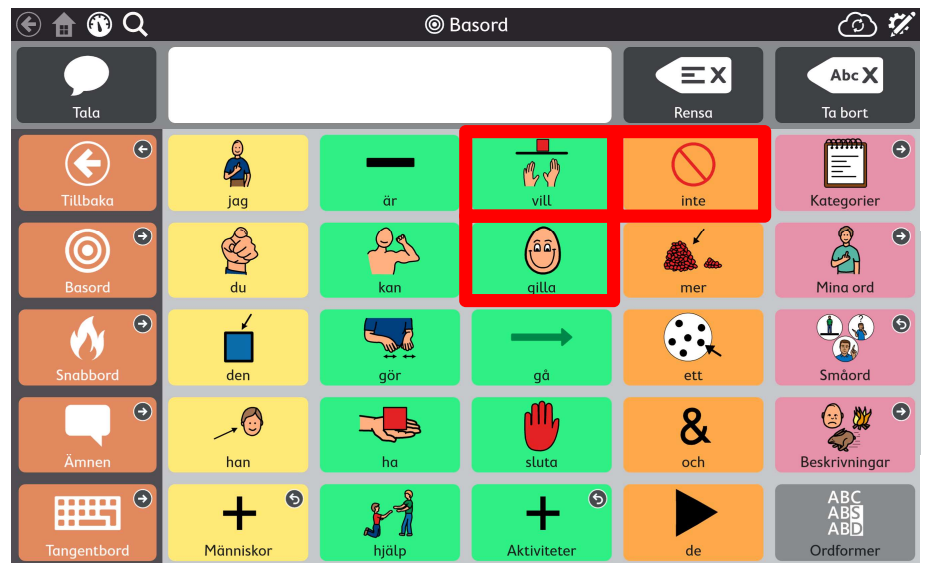 Basord
Abc X
Tala
Rensa
Ta bort
Tillbaka
jag
är
vill
inte
Kategorier
Basord
du
kan
gilla
mer
Mina ord
Snabbord
den
gör
gå
ett
Småord
Ämnen
han
ha
sluta
&
och
Beskrivningar
ABC
ABS
ABD
Tangentbord
Människor
hjälp
Aktiviteter
de
Ordformer